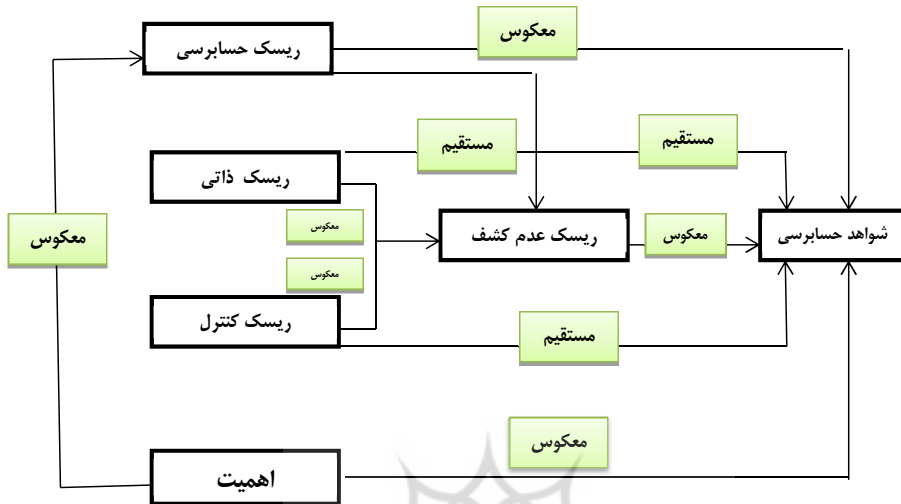 معکوس
ریسک حسابرسی
مستقیم
مستقیم
ریسک ذاتی
معکوس
معکوس
ریسک عدم کشف
معکوس
شواهد حسابرسی
معکوس
ریسک کنترل
مستقیم
معکوس
اهمیت